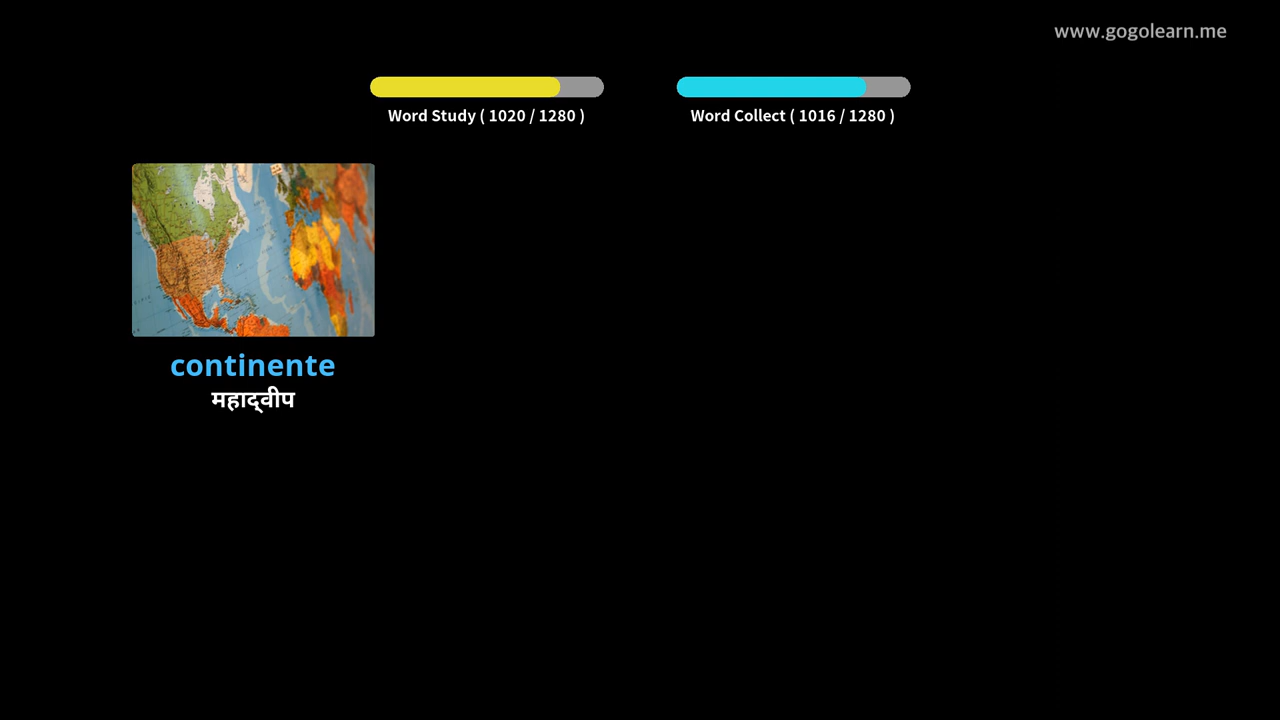 www.gogolearn.me
Word Study ( 1020 / 1280 )
Word Collect ( 1016 / 1280 )
continente
महाद्वीप